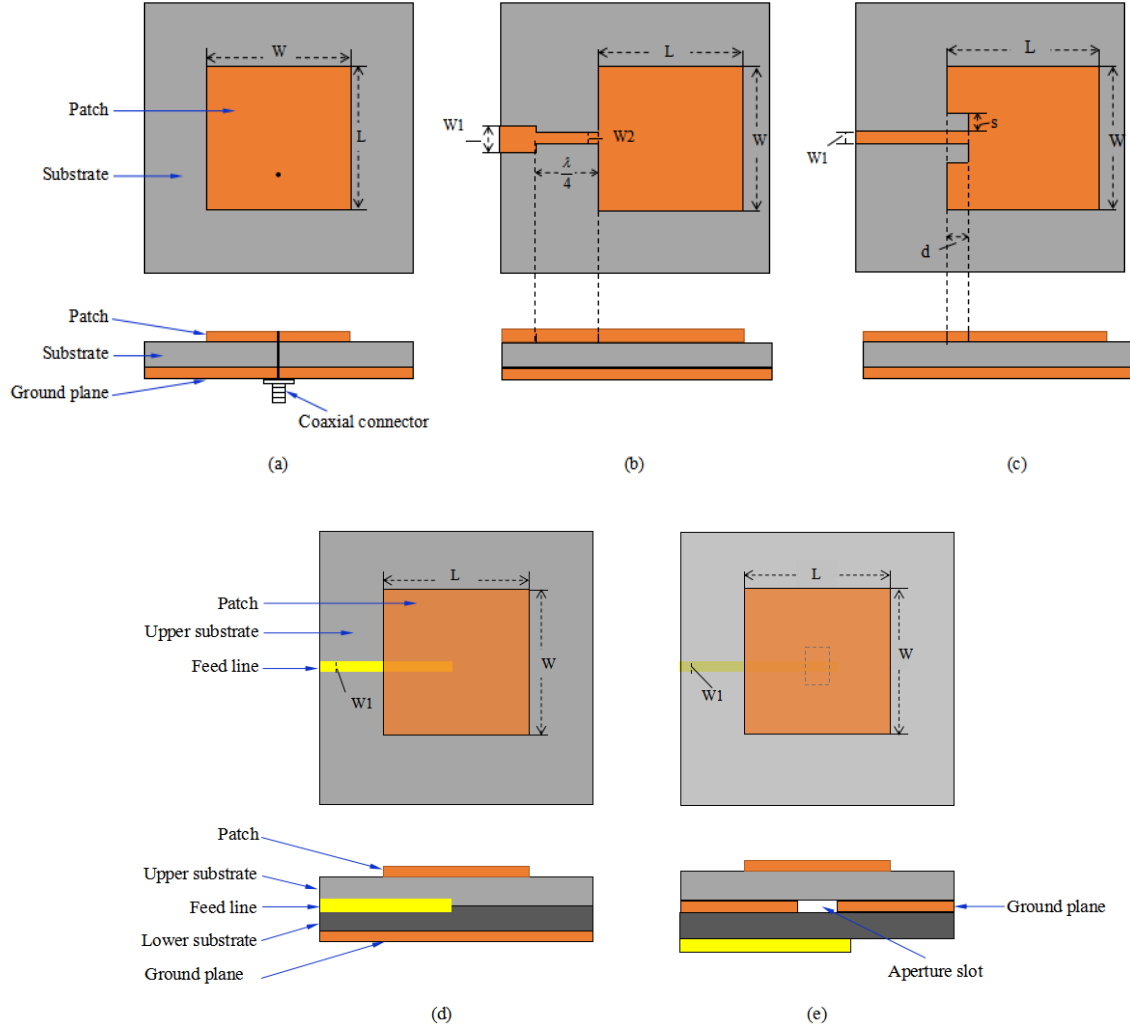 W
L
Patch
Substrate
Patch
Substrate
Ground plane
Coaxial connector
(a)
L
W1
W2
W
λ/4
(b)
L
s
W1
W
d
(c)
L
Patch
Upper substrate
Feed line
W
W1
Patch
Upper substrate
Feed line
Lower substrate
Ground plane
(d)
L
W
W1
Ground plane
Aperture slot
(e)